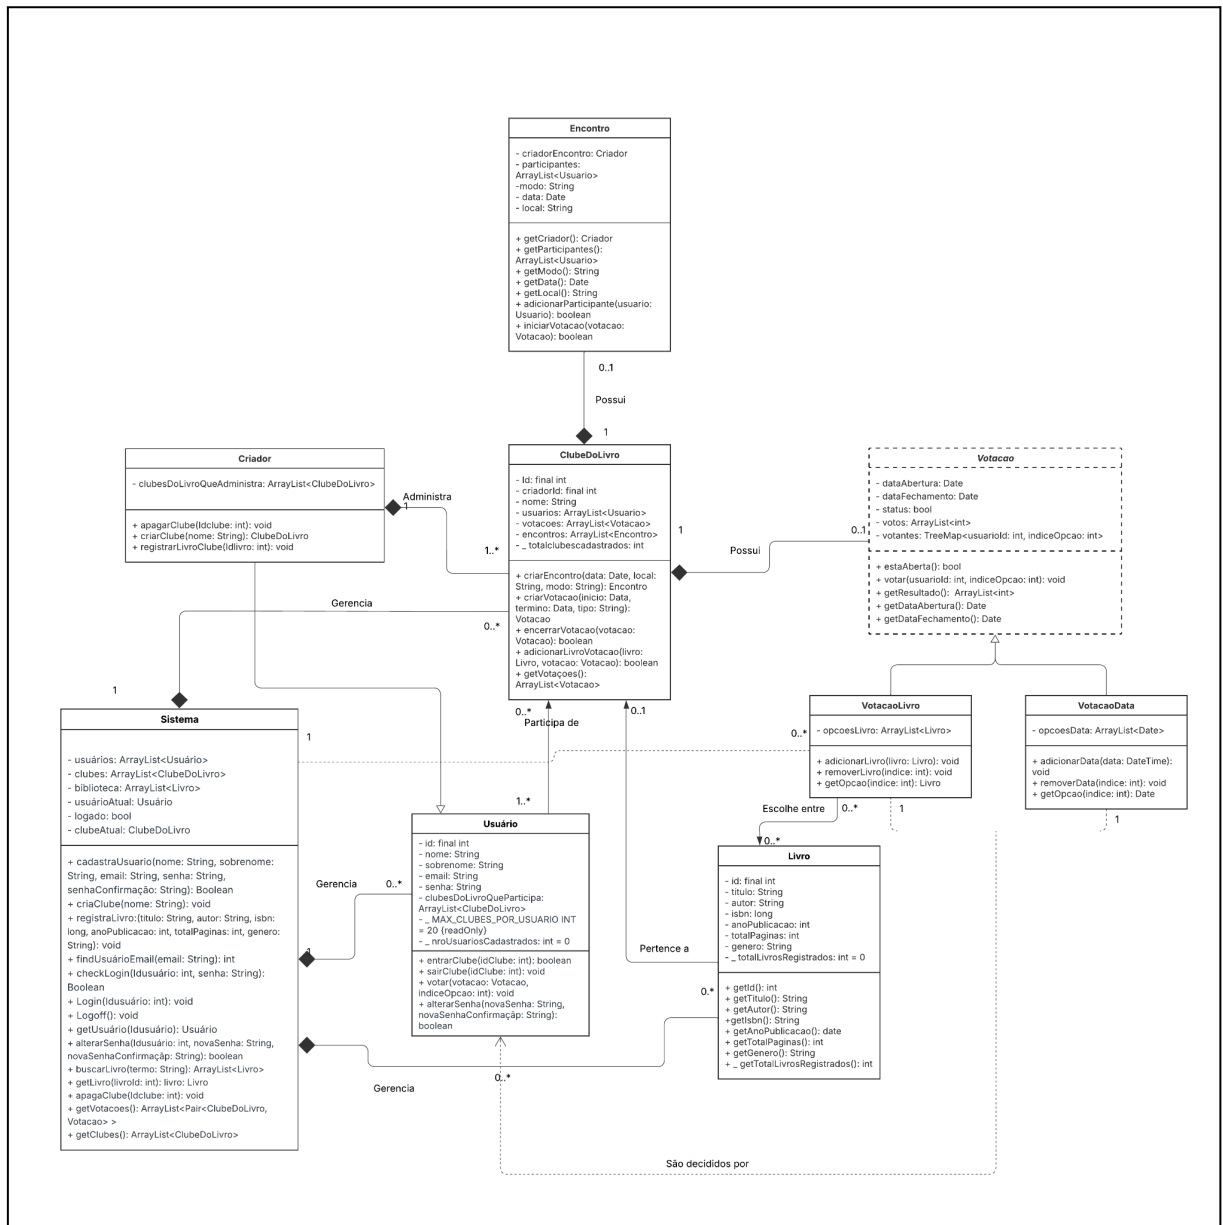 Encontro
- criadorEncontro: Criador
- participantes:
ArrayList<Usuario>
-modo: String
- data: Date
- local: String
+ getCriador(): Criador
+ getParticipantes():
ArrayList<Usuario>
+ getModo(): String
+ getData(): Date
+ getLocal(): String
+ adicionarParticipante(usuario:
Usuario): boolean
+ iniciarVotacao(votacao:
Votacao): boolean
0..1
Possui
1
Criador
- clubesDoLivroQueAdministra: ArrayList<ClubeDoLivro>
+ apagarClube(Idclube: int): void
+ criarClube(nome: String): ClubeDoLivro
+ registrarLivroClube(Idlivro: int): void
Administra
1
1..*
ClubeDoLivro
- Id: final int
- criadorId: final int
- nome: String
- usuarios: ArrayList<Usuario>
- votacoes: ArrayList<Votacao>
- encontros: ArrayList<Encontro>
- _ totalclubescadastrados: int
+ criarEncontro(data: Date, local:
String, modo: String): Encontro
+ criarVotacao(inicio: Data,
termino: Data, tipo: String):
Votacao
+ encerrarVotacao(votacao:
Votacao): boolean
+ adicionarLivroVotacao(livro:
Livro, votacao: Votacao): boolean
+ getVotaçoes():
ArrayList<Votacao>
1
Possui
0..1
Votacao
- dataAbertura: Date
- dataFechamento: Date
- status: bool
- votos: ArrayList<int>
- votantes: TreeMap<usuarioId: int, indiceOpcao: int>
+ estaAberta(): bool
+ votar(usuarioId: int, indiceOpcao: int): void
+ getResultado():  ArrayList<int>
+ getDataAbertura(): Date
+ getDataFechamento(): Date
Gerencia
0..*
1
Sistema
- usuários: ArrayList<Usuário>
- clubes: ArrayList<ClubeDoLivro>
- biblioteca: ArrayList<Livro>
- usuárioAtual: Usuário
- logado: bool
- clubeAtual: ClubeDoLivro
+ cadastraUsuario(nome: String, sobrenome:
String, email: String, senha: String,
senhaConfirmação: String): Boolean
+ criaClube(nome: String): void
+ registraLivro:(titulo: String, autor: String, isbn:
long, anoPublicacao: int, totalPaginas: int, genero:
String): void
+ findUsuárioEmail(email: String): int
+ checkLogin(Idusuário: int, senha: String):
Boolean
+ Login(Idusuário: int): void
+ Logoff(): void
+ getUsuário(Idusuário): Usuário
+ alterarSenha(Idusuário: int, novaSenha: String,
novaSenhaConfirmaçãp: String): boolean
+ buscarLivro(termo: String): ArrayList<Livro>
+ getLivro(livroId: int): livro: Livro
+ apagaClube(Idclube: int): void
+ getVotacoes(): ArrayList<Pair<ClubeDoLivro,
Votacao> >
+ getClubes(): ArrayList<ClubeDoLivro>
1
0..*
Participa de
0..1
0..*
1..*
VotacaoLivro
- opcoesLivro: ArrayList<Livro>
+ adicionarLivro(livro: Livro): void
+ removerLivro(indice: int): void
+ getOpcao(indice: int): Livro
VotacaoData
- opcoesData: ArrayList<Date>
+ adicionarData(data: DateTime):
void
+ removerData(indice: int): void
+ getOpcao(indice: int): Date
Escolhe entre
0..*
1
1
0..*
Usuário
- id: final int
- nome: String
- sobrenome: String
- email: String
- senha: String
- clubesDoLivroQueParticipa:
ArrayList<ClubeDoLivro>
- _ MAX_CLUBES_POR_USUARIO INT
= 20 {readOnly}
- _ nroUsuariosCadastrados: int = 0
+ entrarClube(idClube: int): boolean
+ sairClube(idClube: int): void
+ votar(votacao: Votacao,
indiceOpcao: int): void
+ alterarSenha(novaSenha: String,
novaSenhaConfirmaçãp: String):
boolean
Gerencia
0..*
1
Livro
- id: final int
- titulo: String
- autor: String
- isbn: long
- anoPublicacao: int
- totalPaginas: int
- genero: String
- _ totalLivrosRegistrados: int = 0
+ getId(): int
+ getTitulo(): String
+ getAutor(): String
+getIsbn(): String
+ getAnoPublicacao(): date
+ getTotalPaginas(): int
+ getGenero(): String
+ _ getTotalLivrosRegistrados(): int
Pertence a
0.*
0..*
Gerencia
São decididos por